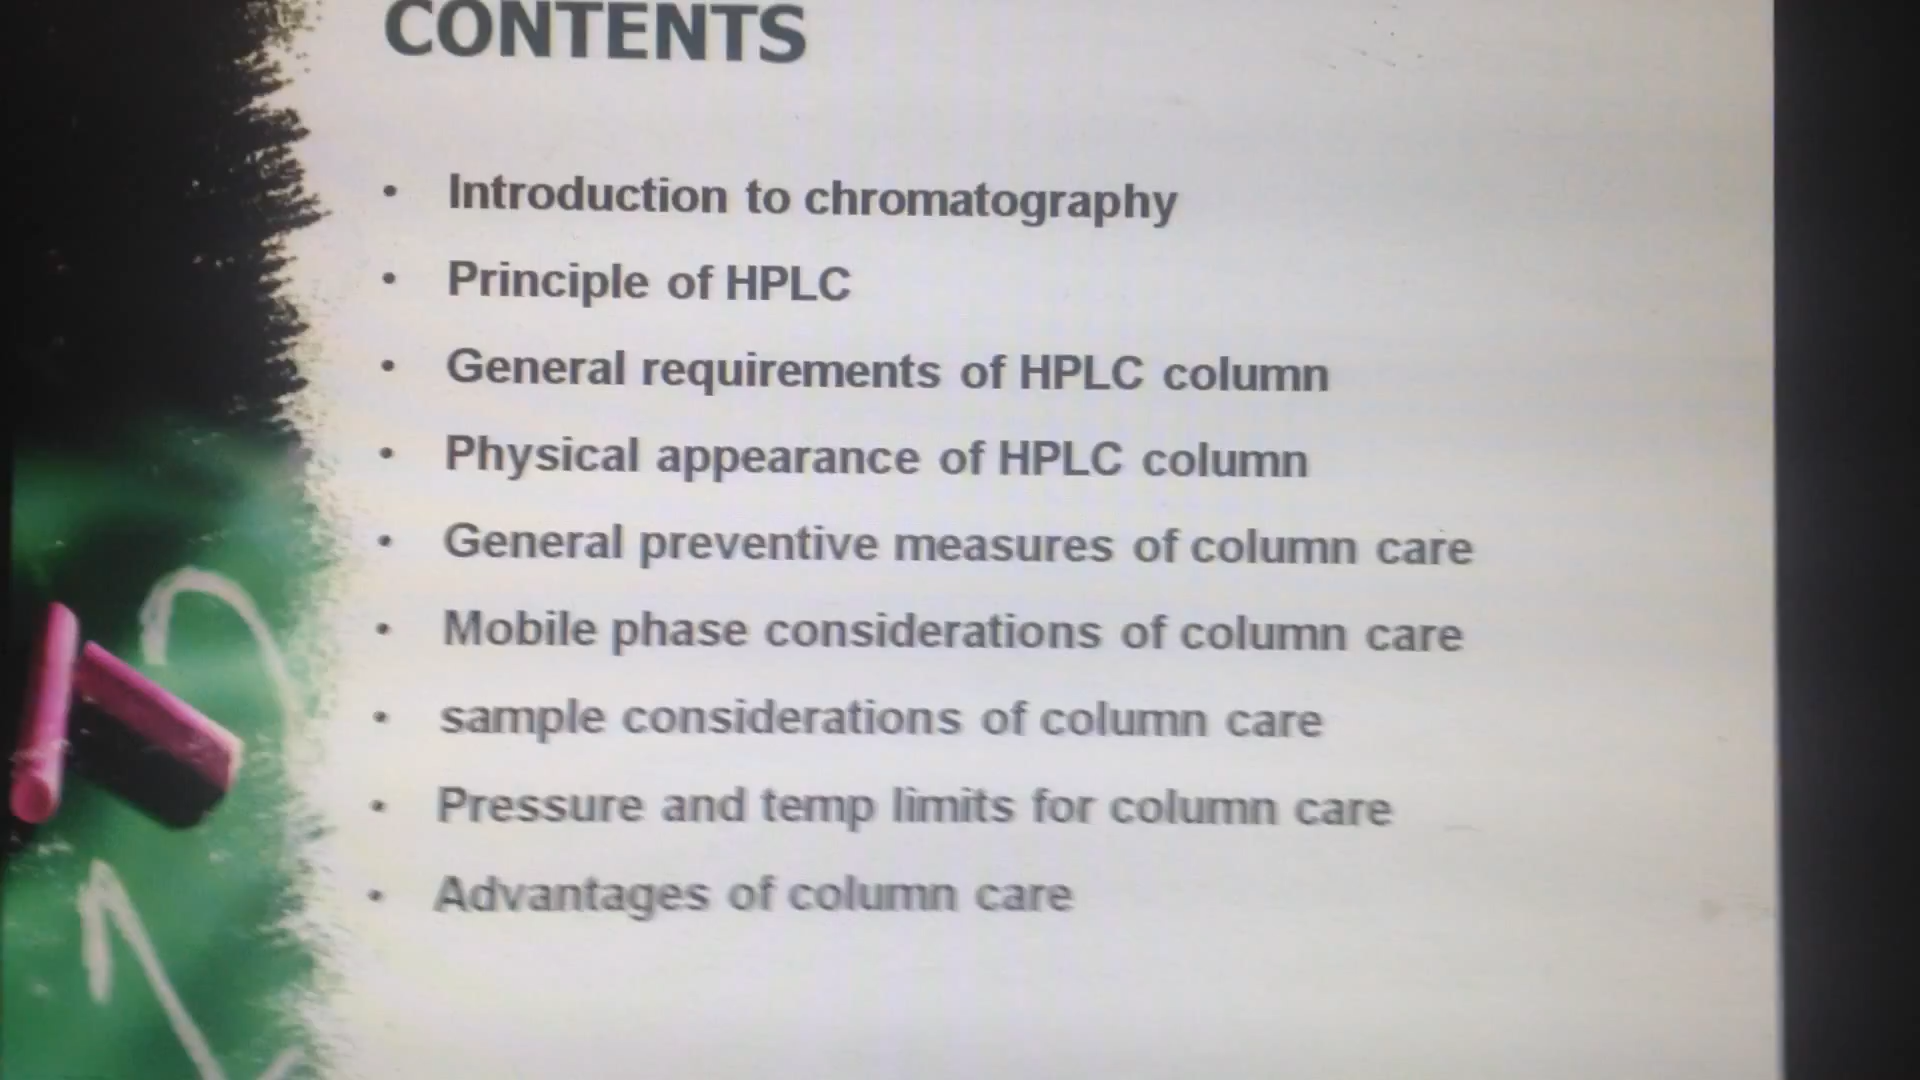 CONTENTS
• Introduction to chromatography
• Principle of HPLC
• General requirements of HPLC column
• Physical appearance of HPLC column
• General preventive measures of column care
• Mobile phase considerations of column care
• sample considerations of column care
• Pressure and temp limits for column care
• Advantages of column care